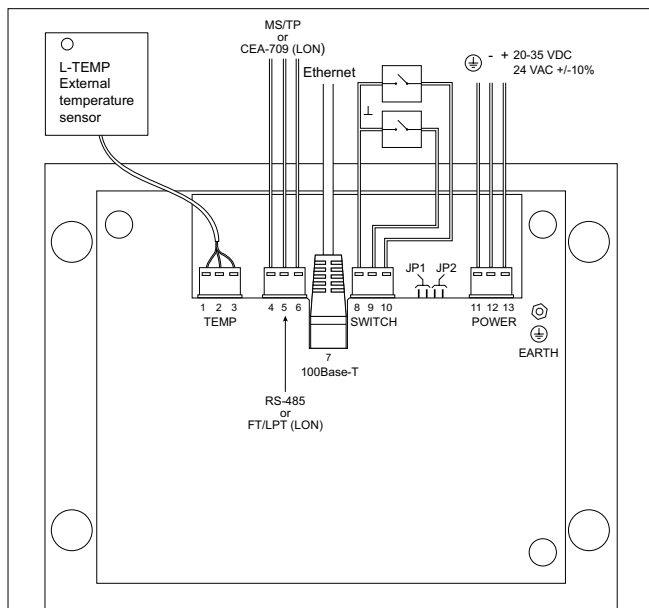 MS/TP
or
CEA-709 (LON)
L-TEMP
External
temperature
sensor
Ethernet
⊥
- + 20-35 VDC
24 VAC +/-10%
JP1 JP2
1 2 3
TEMP
4 5 6
8 9 10
SWITCH
11 12 13
POWER
EARTH
7
100Base-T
RS-485
or
FT/LPT (LON)